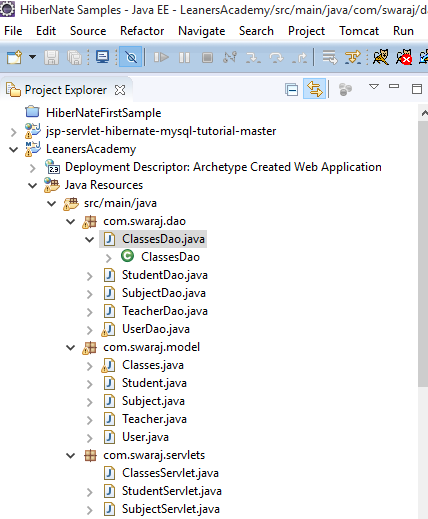 HiberNate Samples - Java EE - LeanersAcademy/src/main/java/com/swaraj/da
File Edit Source Refactor Navigate Search Project Tomcat Run
Project Explorer
HiberNateFirstSample
jsp-servlet-hibernate-mysql-tutorial-master
LeanersAcademy
Deployment Descriptor: Archetype Created Web Application
Java Resources
src/main/java
com.swaraj.dao
ClassesDao.java
ClassesDao
StudentDao.java
SubjectDao.java
TeacherDao.java
UserDao.java
com.swaraj.model
Classes.java
Student.java
Subject.java
Teacher.java
User.java
com.swaraj.servlets
ClassesServlet.java
StudentServlet.java
SubjectServlet.java